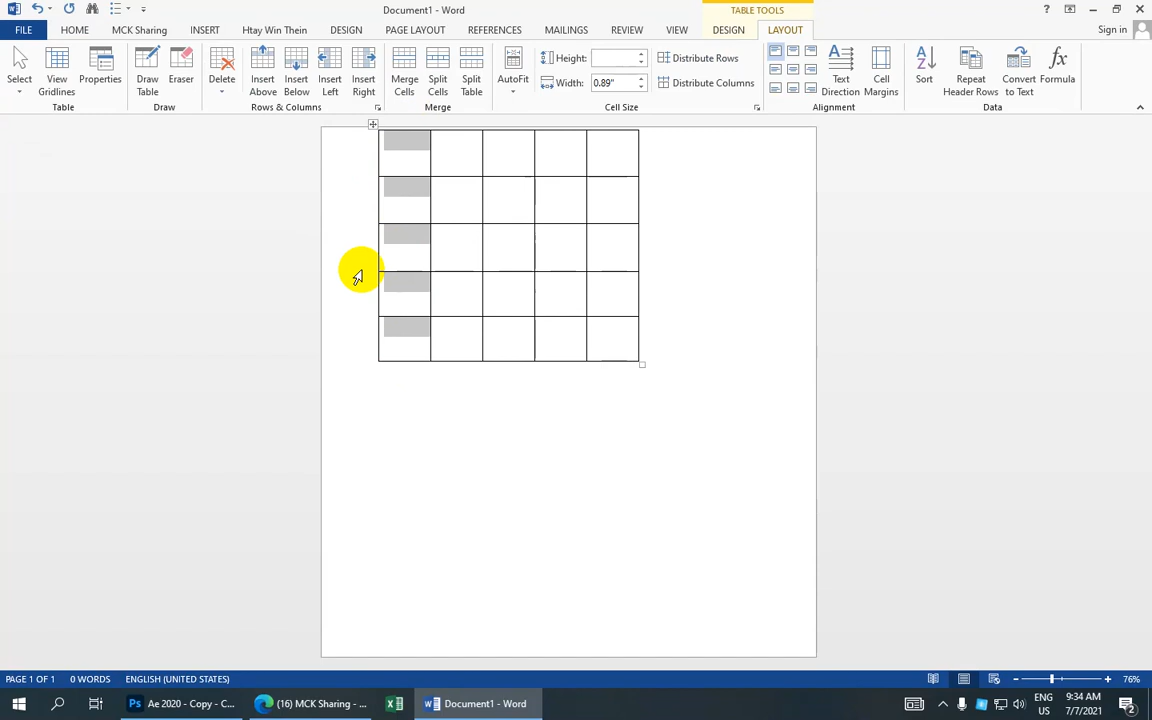 Document1 - Word
TABLE TOOLS
?
FILE
HOME
MCK Sharing
INSERT
Htay Win Thein
DESIGN
PAGE LAYOUT
REFERENCES
MAILINGS
REVIEW
VIEW
DESIGN
LAYOUT
Sign in
Select
View Gridlines
Properties
Draw Table
Eraser
Delete
Insert Above
Insert Below
Insert Left
Insert Right
Merge Cells
Split Cells
Split Table
AutoFit
Height:
Width:
0.89"
Distribute Rows
Distribute Columns
Text Direction
Cell Margins
Sort
Repeat Header Rows
Convert to Text
Formula
Table
Draw
Rows & Columns
Merge
Cell Size
Alignment
Data
PAGE 1 OF 1
0 WORDS
ENGLISH (UNITED STATES)
76%
Ae 2020 - Copy - C...
(16) MCK Sharing - ...
Document1 - Word
ENG
US
9:34 AM
7/7/2021
2